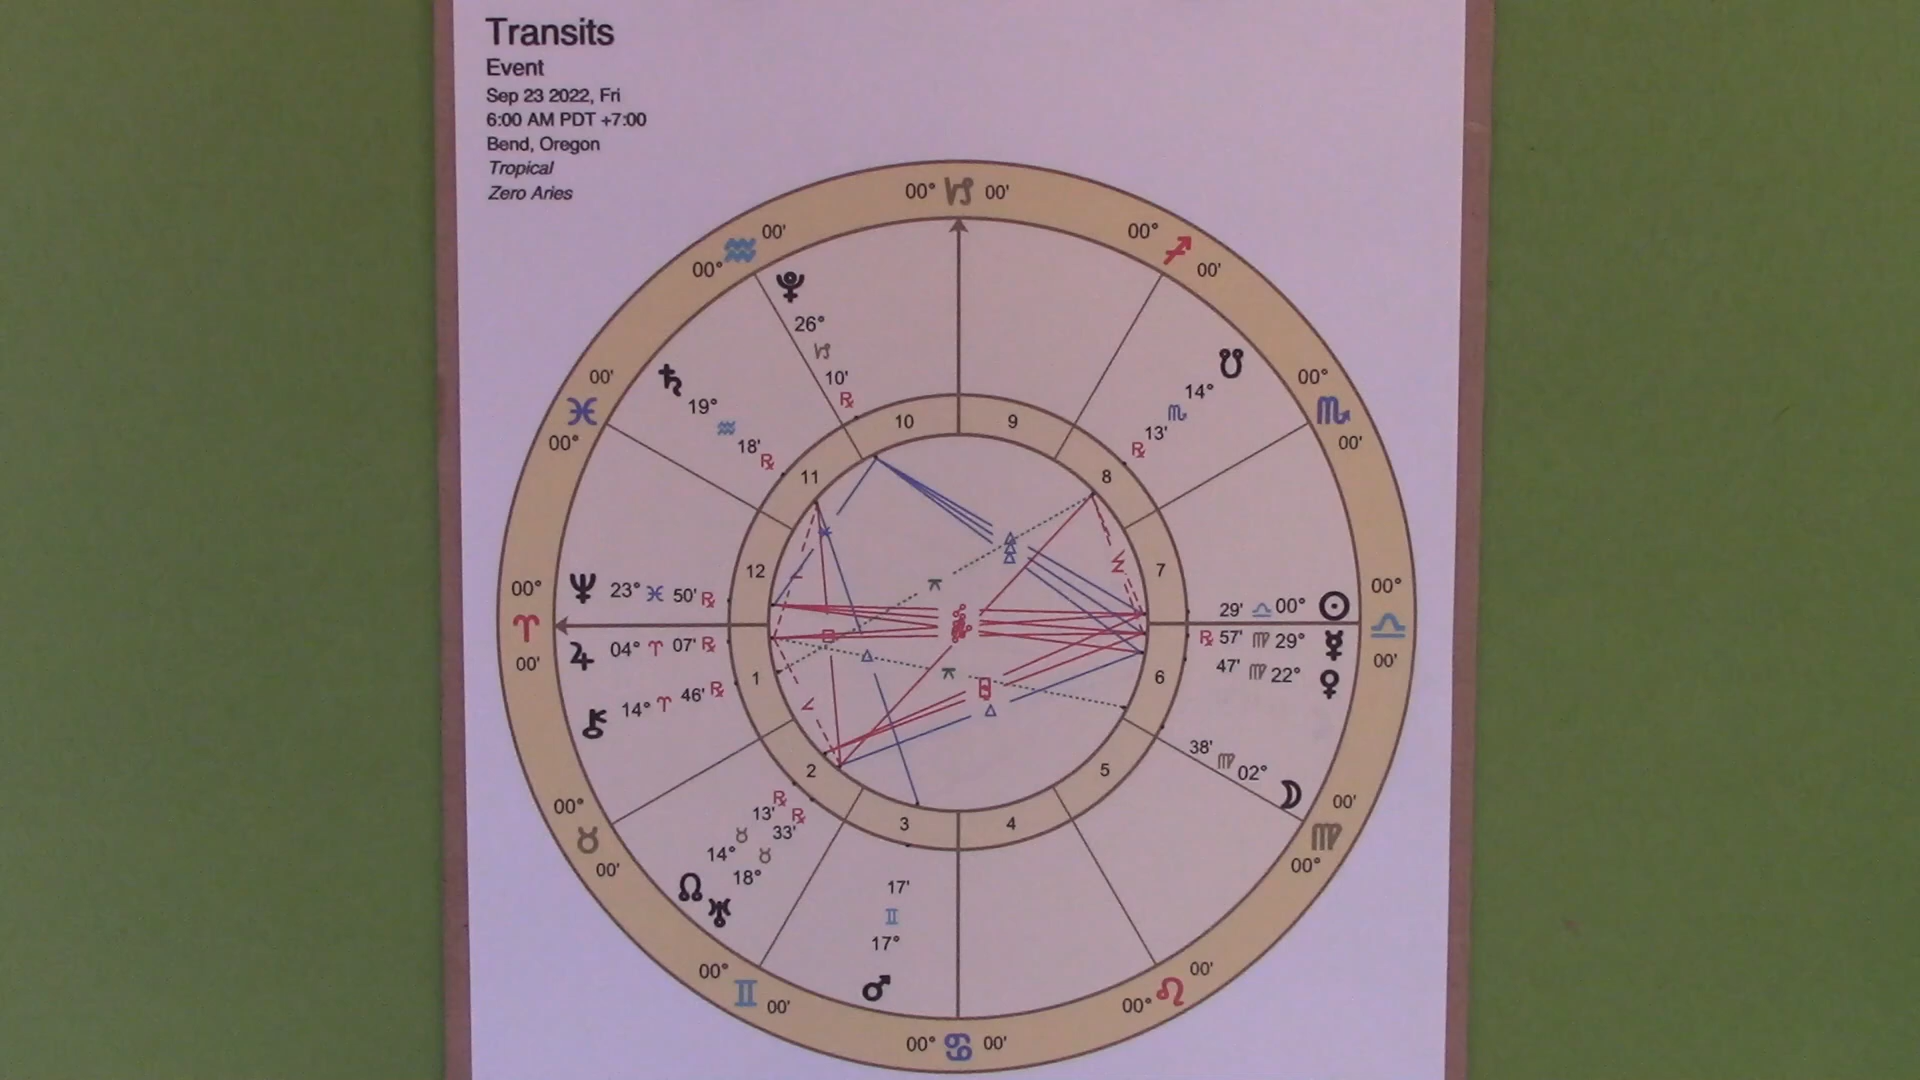 Transits
Event
Sep 23 2022, Fri
6:00 AM PDT +7:00
Bend, Oregon
Tropical
Zero Aries
00° ♑ 00'
00° ♐ 00'
00° ♏ 00'
00° ♎ 00'
00° ♍ 00'
00° ♌ 00'
00° ♋ 00'
00° ♊ 00'
00° ♉ 00'
00° ♈ 00'
00° ♓ 00'
00° ♒ 00'
♇ 26° ♑ 10' ℞
♄ 19° ♒ 18' ℞
♆ 23° ♓ 50' ℞
♃ 04° ♈ 07' ℞
⚷ 14° ♈ 46' ℞
☊ 14° ♉ 13' ℞
♅ 18° ♉ 33' ℞
♂ 17° ♊ 17'
38' ♍ 02° ☽
47' ♍ 22° ♀
℞ 57' ♍ 29° ☿
29' ♎ 00° ☉
☋ 14° ♏ 13' ℞
1
2
3
4
5
6
7
8
9
10
11
12